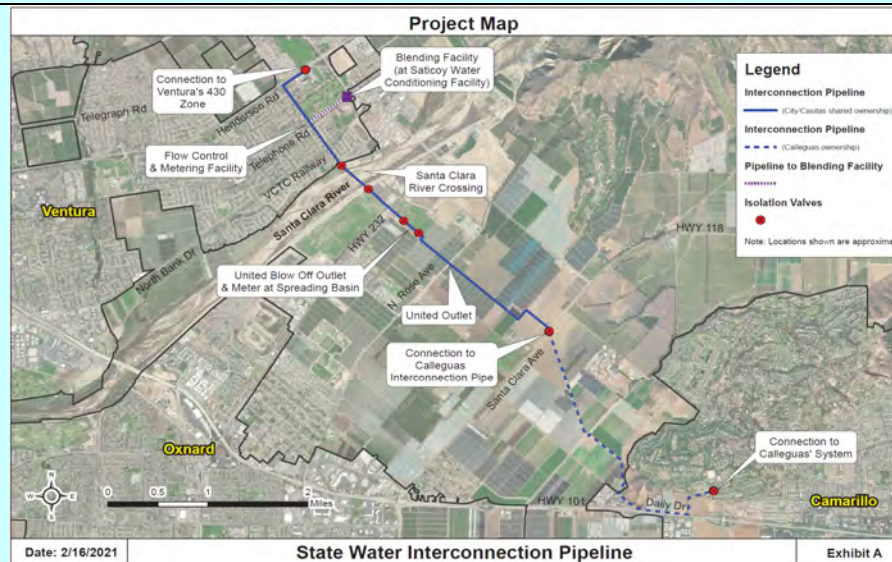 Project Map
Connection to
Ventura's 430
Zone
Blending Facility
(at Saticoy Water
Conditioning Facility)
Telegraph Rd
Henderson Rd
Telephone Rd
Flow Control
& Metering Facility
VCTC Railway
Santa Clara
River Crossing
Ventura
Santa Clara River
HWY 232
HWY 118
North Bank Dr
United Blow Off Outlet
& Meter at Spreading Basin
N. Rose Ave
United Outlet
Connection to
Calleguas
Interconnection Pipe
Santa Clara Ave
Oxnard
Connection to
Calleguas' System
HWY 101
Daily Dr
Camarillo
Legend
Interconnection Pipeline
(City/Casitas shared ownership)
Interconnection Pipeline
(Calleguas ownership)
Pipeline to Blending Facility
Isolation Valves
Note: Locations shown are approxima
N
W E
S
0 0.5 1 2
Miles
Date: 2/16/2021
State Water Interconnection Pipeline
Exhibit A